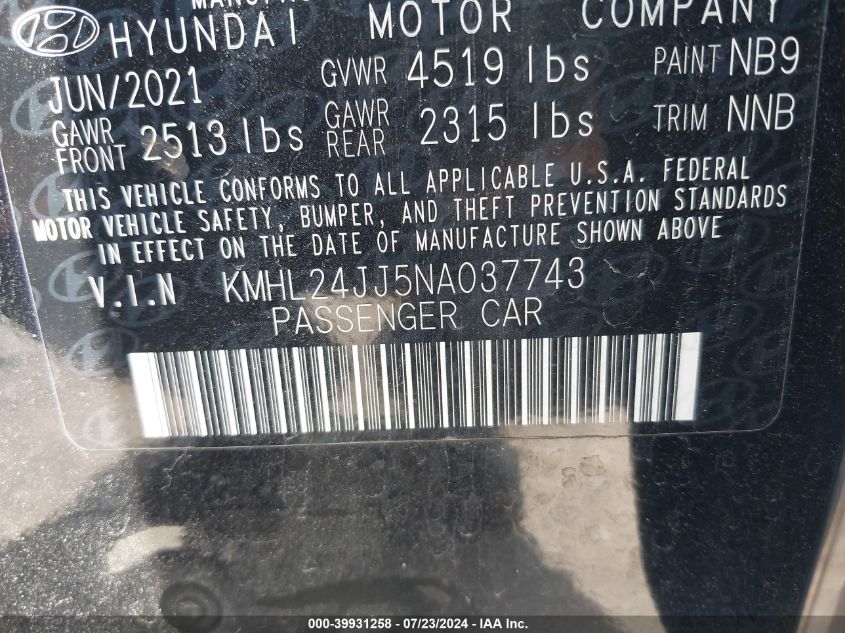 HYUNDAI MOTOR COMPANY
JUN/2021 GVWR 4519 lbs PAINT NB9
GAWR FRONT 2513 lbs GAWR REAR 2315 lbs TRIM NNB
THIS VEHICLE CONFORMS TO ALL APPLICABLE U.S.A. FEDERAL
MOTOR VEHICLE SAFETY, BUMPER, AND THEFT PREVENTION STANDARDS
IN EFFECT ON THE DATE OF MANUFACTURE SHOWN ABOVE
V.I.N KMHL24JJ5NA037743
PASSENGER CAR
000-39931258 - 07/23/2024 - IAA Inc.